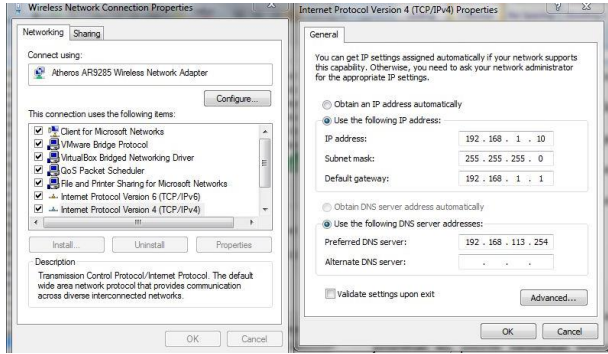 Wireless Network Connection Properties
Networking
Sharing
Connect using:
Atheros AR9285 Wireless Network Adapter
Configure...
This connection uses the following items:
Client for Microsoft Networks
VMware Bridge Protocol
VirtualBox Bridged Networking Driver
QoS Packet Scheduler
File and Printer Sharing for Microsoft Networks
Internet Protocol Version 6 (TCP/IPv6)
Internet Protocol Version 4 (TCP/IPv4)
Install...
Uninstall
Properties
Description
Transmission Control Protocol/Internet Protocol. The default
wide area network protocol that provides communication
across diverse interconnected networks.
OK
Cancel
Internet Protocol Version 4 (TCP/IPv4) Properties
General
You can get IP settings assigned automatically if your network supports
this capability. Otherwise, you need to ask your network administrator
for the appropriate IP settings.
Obtain an IP address automatically
Use the following IP address:
IP address: 192 . 168 . 1 . 10
Subnet mask: 255 . 255 . 255 . 0
Default gateway: 192 . 168 . 1 . 1
Obtain DNS server address automatically
Use the following DNS server addresses:
Preferred DNS server: 192 . 168 . 113 . 254
Alternate DNS server: . . .
Validate settings upon exit
Advanced...
OK
Cancel